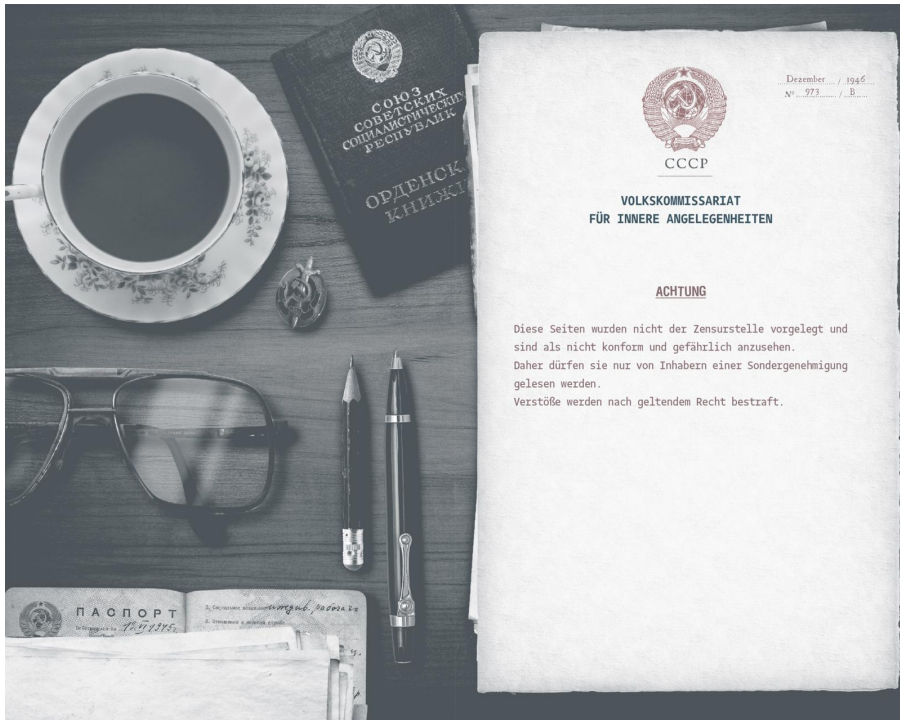 СОЮЗ
СОВЕТСКИХ
СОЦИАЛИСТИЧЕСКИХ
РЕСПУБЛИК
ОРДЕНСК
КНИЖК
Dezember / 1946
Nº 973 / B
СССР
VOLKSKOMMISSARIAT
FÜR INNERE ANGELEGENHEITEN
ACHTUNG
Diese Seiten wurden nicht der Zensurstelle vorgelegt und
sind als nicht konform und gefährlich anzusehen.
Daher dürfen sie nur von Inhabern einer Sondergenehmigung
gelesen werden.
Verstöße werden nach geltendem Recht bestraft.
ПАСПОРТ